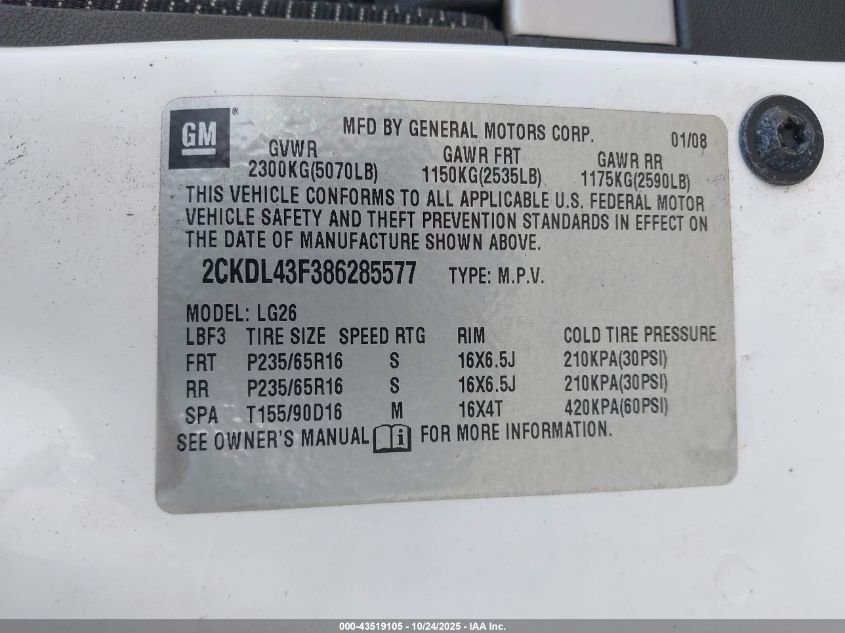 GM®
MFD BY GENERAL MOTORS CORP. 01/08
GVWR GAWR FRT GAWR RR
2300KG(5070LB) 1150KG(2535LB) 1175KG(2590LB)
THIS VEHICLE CONFORMS TO ALL APPLICABLE U.S. FEDERAL MOTOR
VEHICLE SAFETY AND THEFT PREVENTION STANDARDS IN EFFECT ON
THE DATE OF MANUFACTURE SHOWN ABOVE.
2CKDL43F386285577 TYPE: M.P.V.
MODEL: LG26
LBF3 TIRE SIZE SPEED RTG RIM COLD TIRE PRESSURE
FRT P235/65R16 S 16X6.5J 210KPA(30PSI)
RR P235/65R16 S 16X6.5J 210KPA(30PSI)
SPA T155/90D16 M 16X4T 420KPA(60PSI)
SEE OWNER'S MANUAL i FOR MORE INFORMATION.
000-43519105 - 10/24/2025 - IAA Inc.